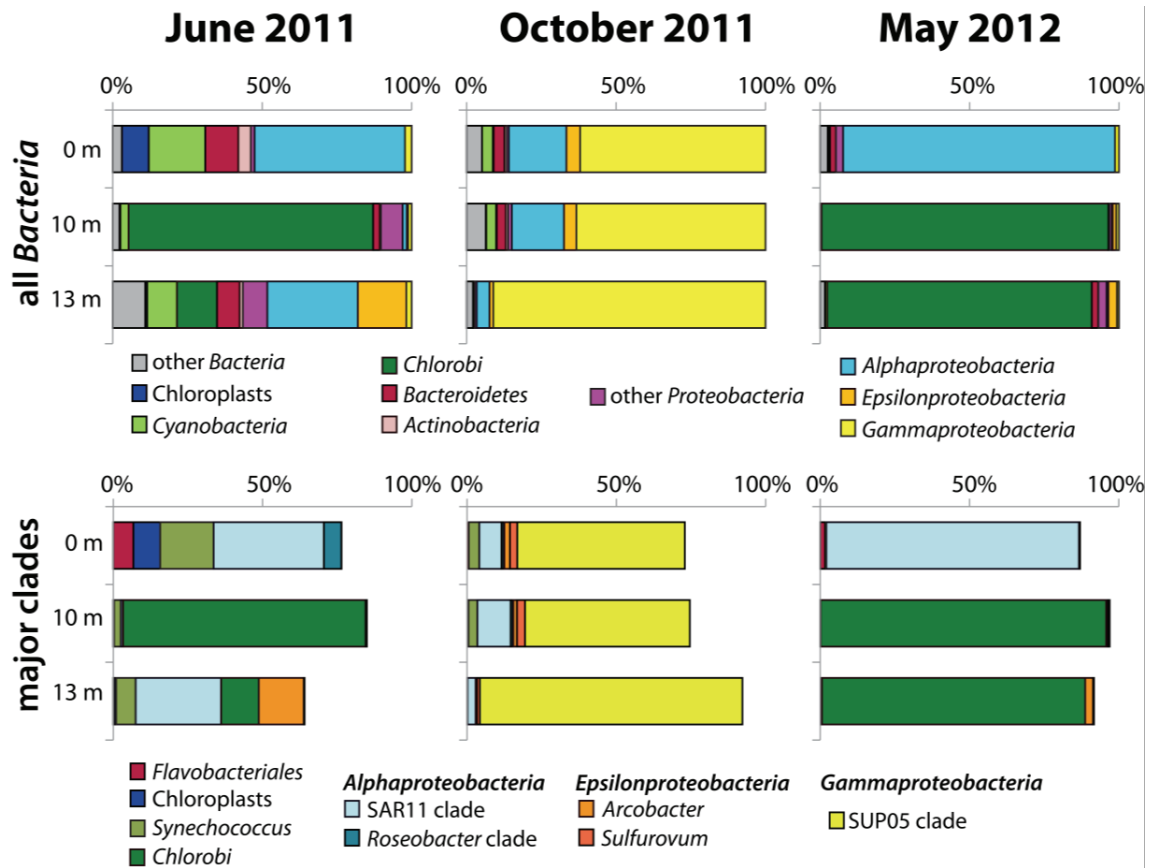 June 2011 October 2011 May 2012
0% 50% 100% 0% 50% 100% 0% 50% 100%
all Bacteria
0 m
10 m
13 m
other Bacteria
Chloroplasts
Cyanobacteria
Chlorobi
Bacteroidetes
Actinobacteria
other Proteobacteria
Alphaproteobacteria
Epsilonproteobacteria
Gammaproteobacteria
0% 50% 100% 0% 50% 100% 0% 50% 100%
major clades
0 m
10 m
13 m
Flavobacteriales
Chloroplasts
Synechococcus
Chlorobi
Alphaproteobacteria
SAR11 clade
Roseobacter clade
Epsilonproteobacteria
Arcobacter
Sulfurovum
Gammaproteobacteria
SUP05 clade